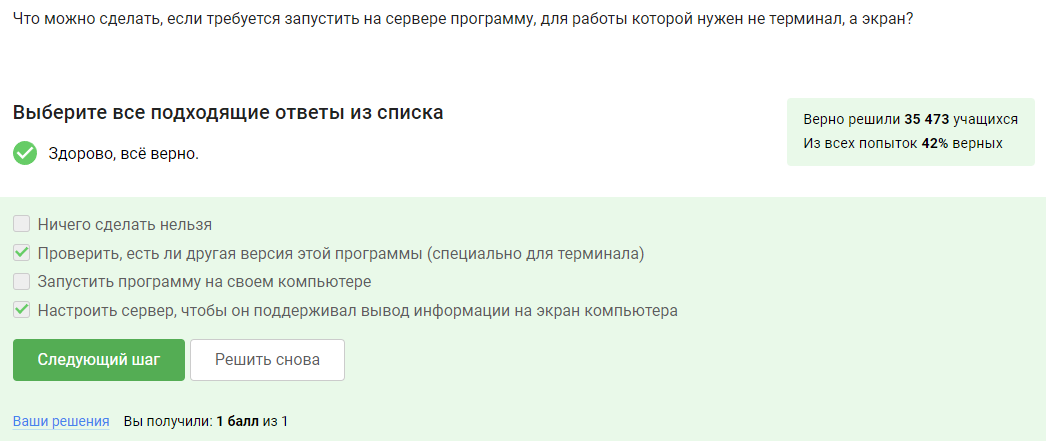 Что можно сделать, если требуется запустить на сервере программу, для работы которой нужен не терминал, а экран?
Выберите все подходящие ответы из списка
Верно решили 35 473 учащихся
Из всех попыток 42% верных
Здорово, всё верно.
Ничего сделать нельзя
Проверить, есть ли другая версия этой программы (специально для терминала)
Запустить программу на своем компьютере
Настроить сервер, чтобы он поддерживал вывод информации на экран компьютера
Следующий шаг
Решить снова
Ваши решения
Вы получили: 1 балл из 1